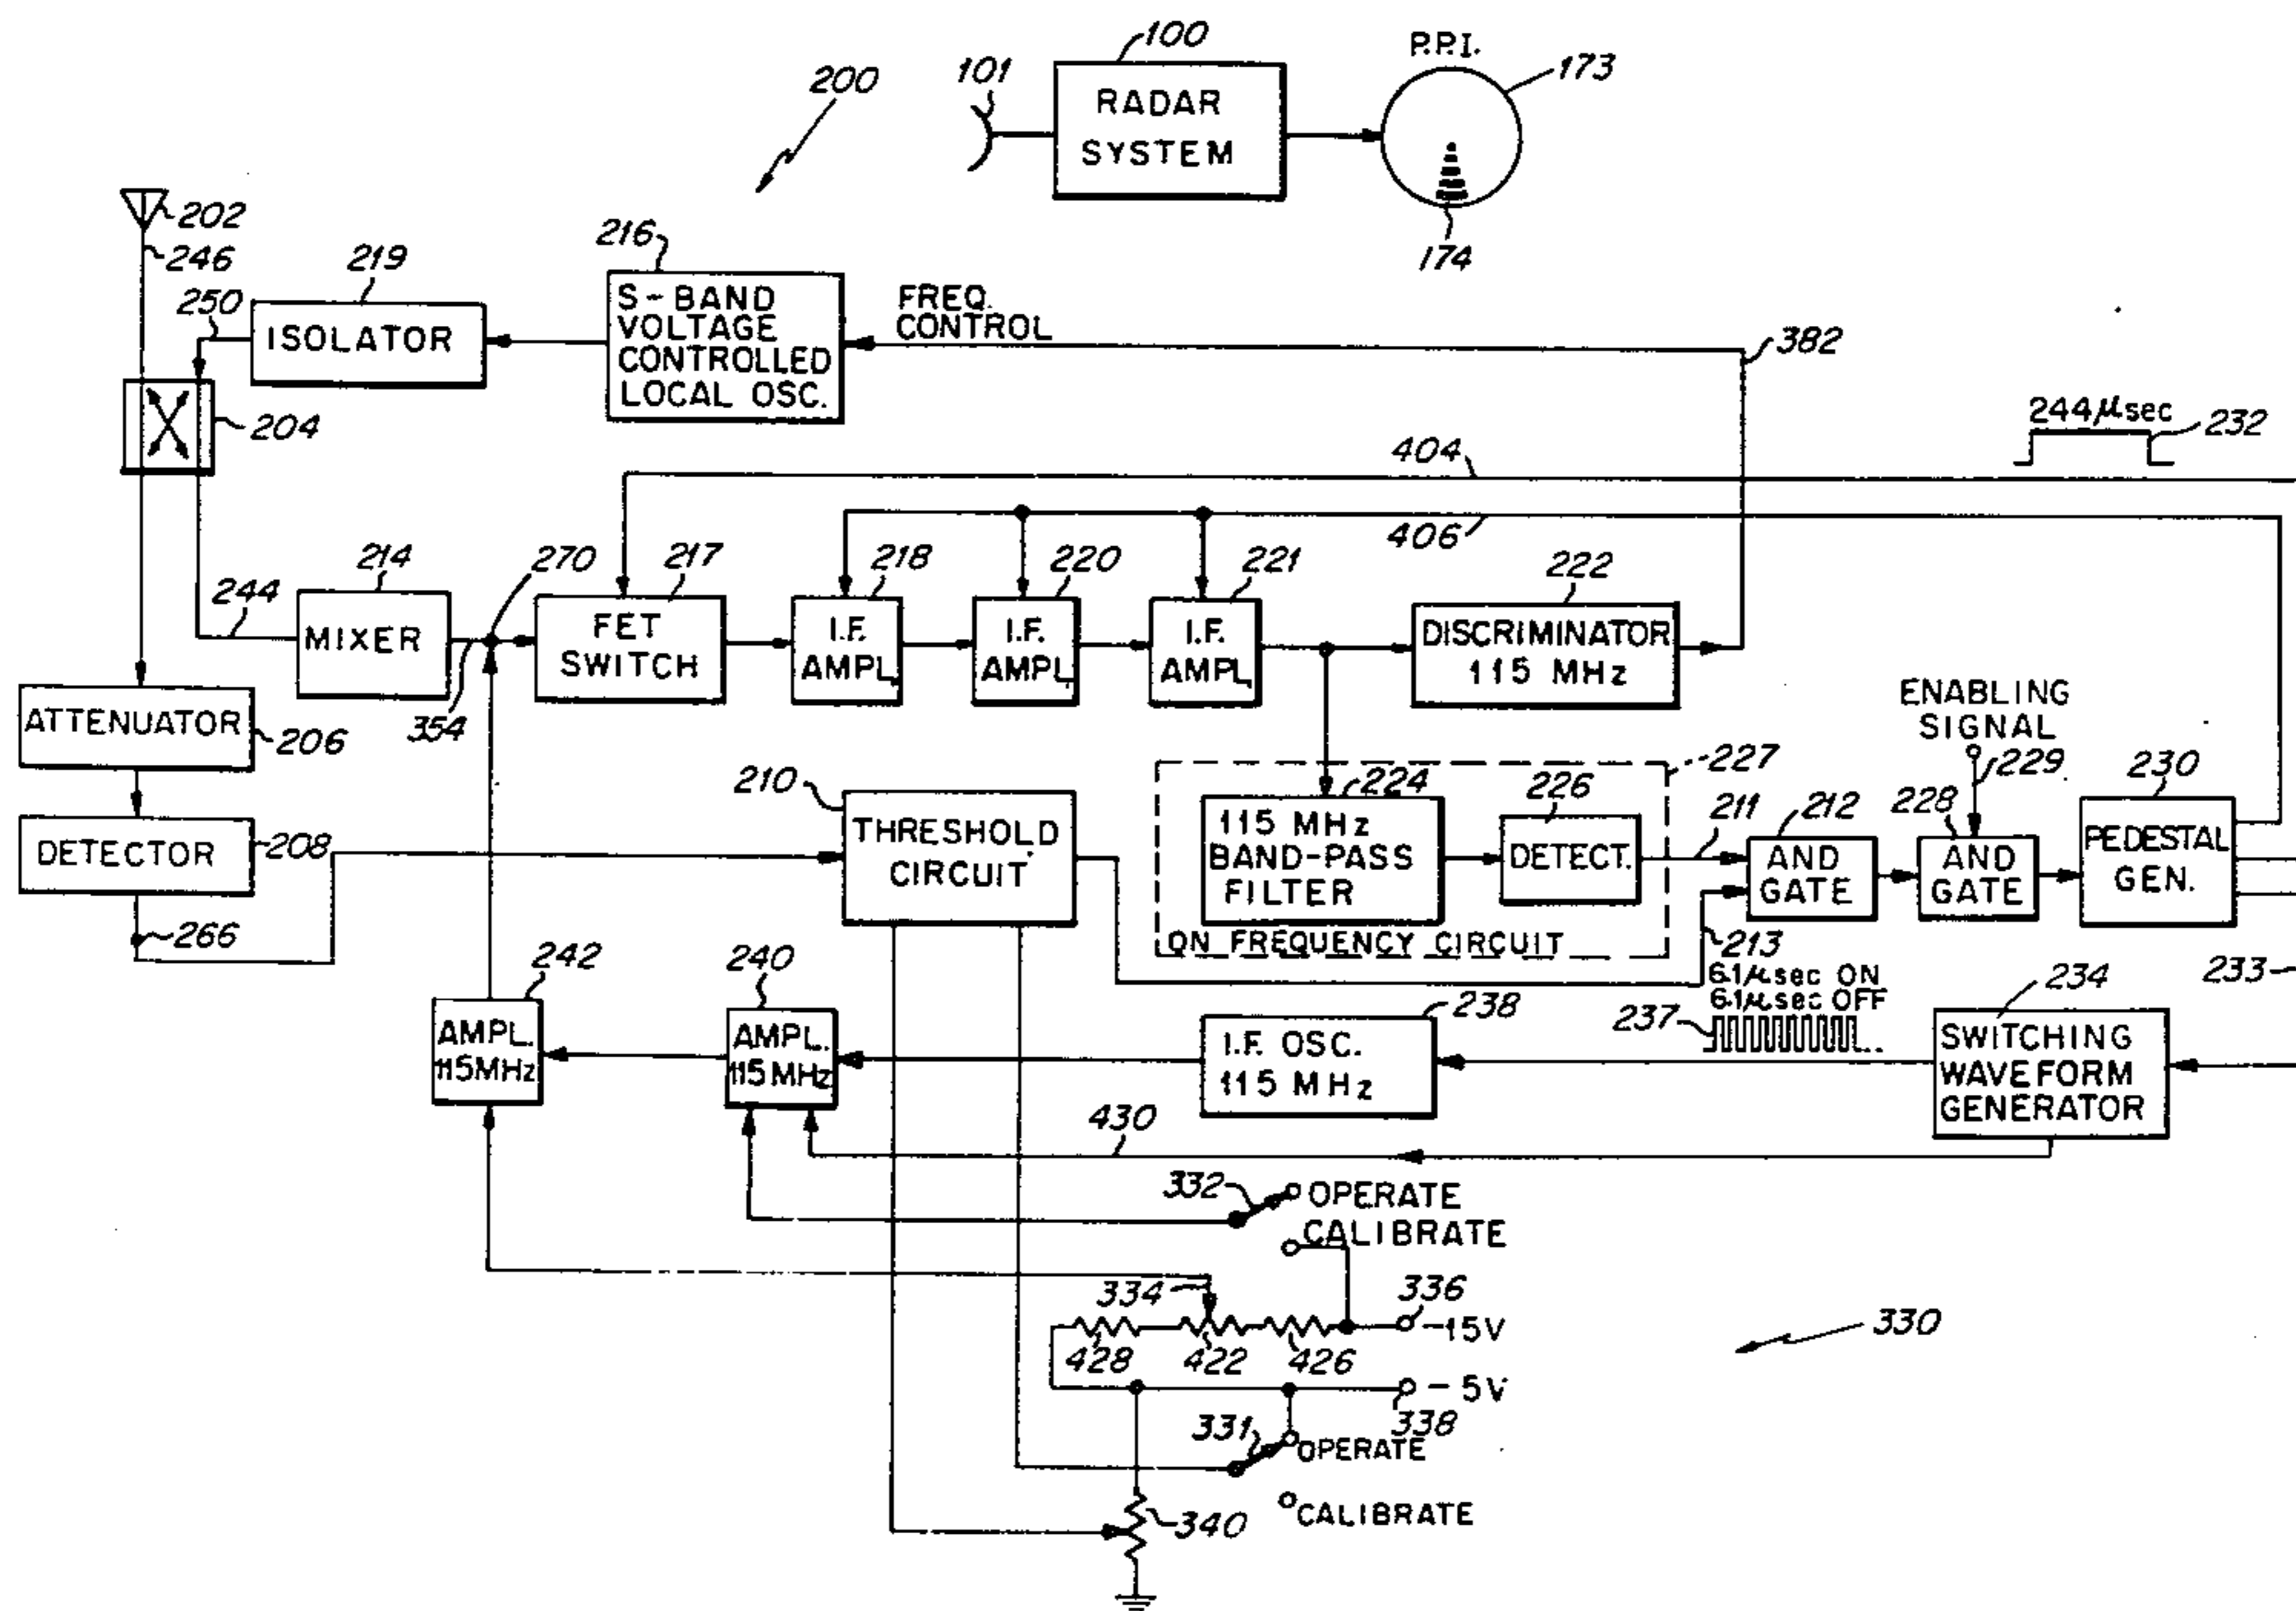 100
P.P.I.
200
101
173
RADAR
SYSTEM
202
174
246
219
216
250
ISOLATOR
S-BAND
VOLTAGE
CONTROLLED
LOCAL OSC.
FREQ.
CONTROL
382
204
244 µsec
232
404
406
214
270
217
218
220
221
222
244
MIXER
FET
SWITCH
I.F.
AMPL.
I.F.
AMPL.
I.F.
AMPL.
DISCRIMINATOR
115 MHz
354
ENABLING
SIGNAL
ATTENUATOR
206
210
227
229
230
224
226
211
212
228
THRESHOLD
CIRCUIT
115 MHz
BAND-PASS
FILTER
DETECT.
AND
GATE
AND
GATE
PEDESTAL
GEN.
DETECTOR
208
ON FREQUENCY CIRCUIT
266
213
242
240
6.1 µsec ON
6.1 µsec OFF
233
234
237
238
AMPL.
115MHz
AMPL.
115MHz
I.F. OSC.
115 MHz
SWITCHING
WAVEFORM
GENERATOR
430
332
OPERATE
CALIBRATE
334
336
-15V
330
428
422
426
-5V
338
331
OPERATE
340
CALIBRATE